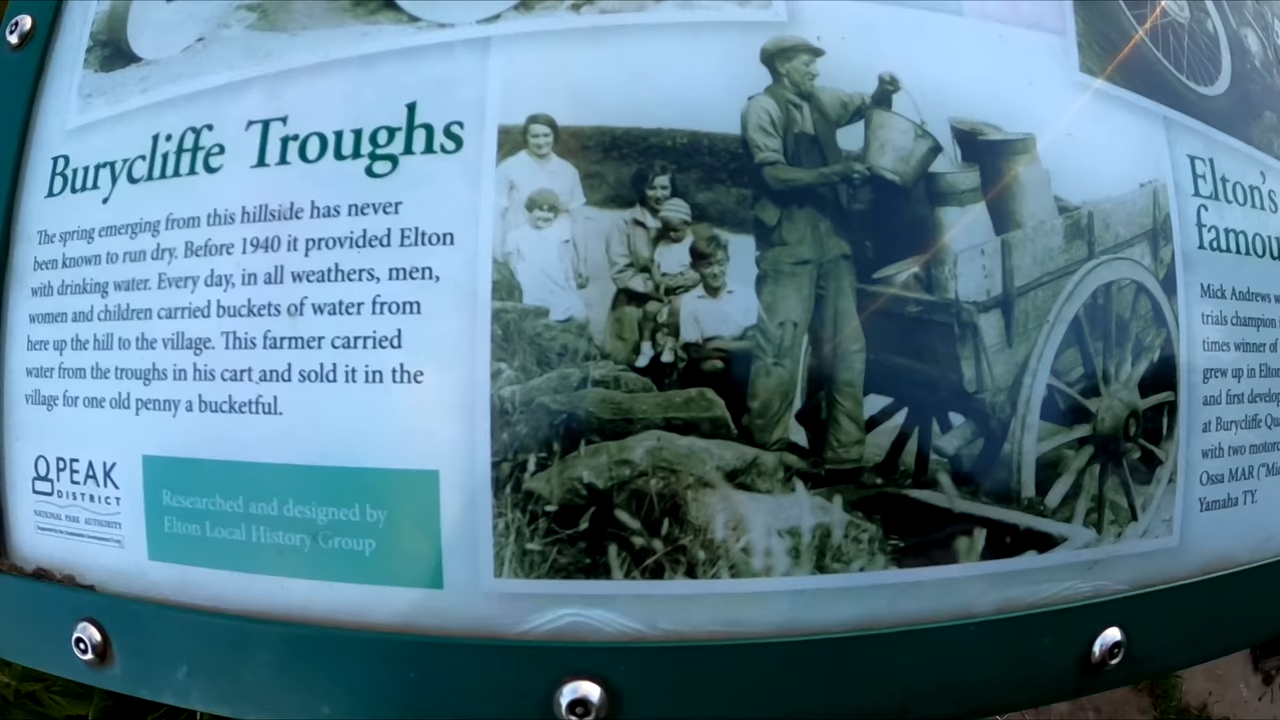 Burycliffe Troughs
The spring emerging from this hillside has never
been known to run dry. Before 1940 it provided Elton
with drinking water. Every day, in all weathers, men,
women and children carried buckets of water from
here up the hill to the village. This farmer carried
water from the troughs in his cart and sold it in the
village for one old penny a bucketful.
PEAK
DISTRICT
NATIONAL PARK AUTHORITY
Researched and designed by
Elton Local History Group
Elton's
famou
Mick Andrews w
trials champion
times winner of
grew up in Elton
and first develop
at Burycliffe Qu
with two motorc
Ossa MAR ("Mic
Yamaha TY.